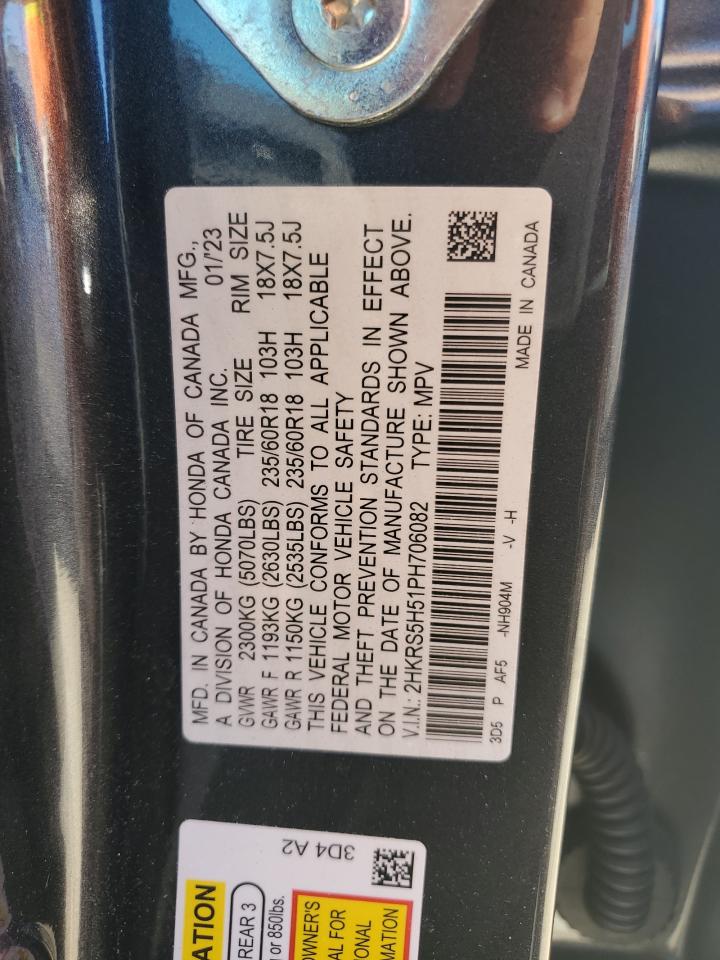 MFD. IN CANADA BY HONDA OF CANADA MFG.,
A DIVISION OF HONDA CANADA INC. 01/'23
GVWR 2300KG (5070LBS) TIRE SIZE RIM SIZE
GAWR F 1193KG (2630LBS) 235/60R18 103H 18X7.5J
GAWR R 1150KG (2535LBS) 235/60R18 103H 18X7.5J
THIS VEHICLE CONFORMS TO ALL APPLICABLE
FEDERAL MOTOR VEHICLE SAFETY
AND THEFT PREVENTION STANDARDS IN EFFECT
ON THE DATE OF MANUFACTURE SHOWN ABOVE.
V.I.N.: 2HKRS5H51PH706082 TYPE: MPV
3D5 P AF5 -NH904M -V -H
MADE IN CANADA
3D4 A2
ATION
REAR 3
or 850lbs.
OWNER'S
AL FOR
IONAL
MATION